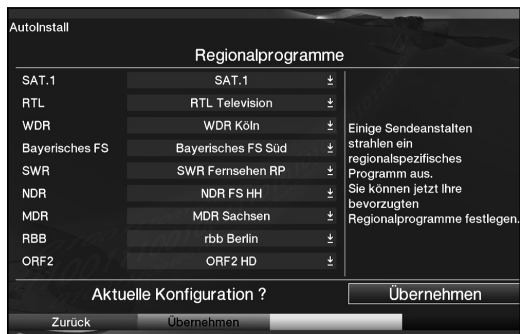 AutoInstall
Regionalprogramme
SAT.1 SAT.1
RTL RTL Television
WDR WDR Köln
Bayerisches FS Bayerisches FS Süd
SWR SWR Fernsehen RP
NDR NDR FS HH
MDR MDR Sachsen
RBB rbb Berlin
ORF2 ORF2 HD
Einige Sendeanstalten
strahlen ein
regionalspezifisches
Programm aus.
Sie können jetzt Ihre
bevorzugten
Regionalprogramme festlegen.
Aktuelle Konfiguration ? Übernehmen
Zurück Übernehmen